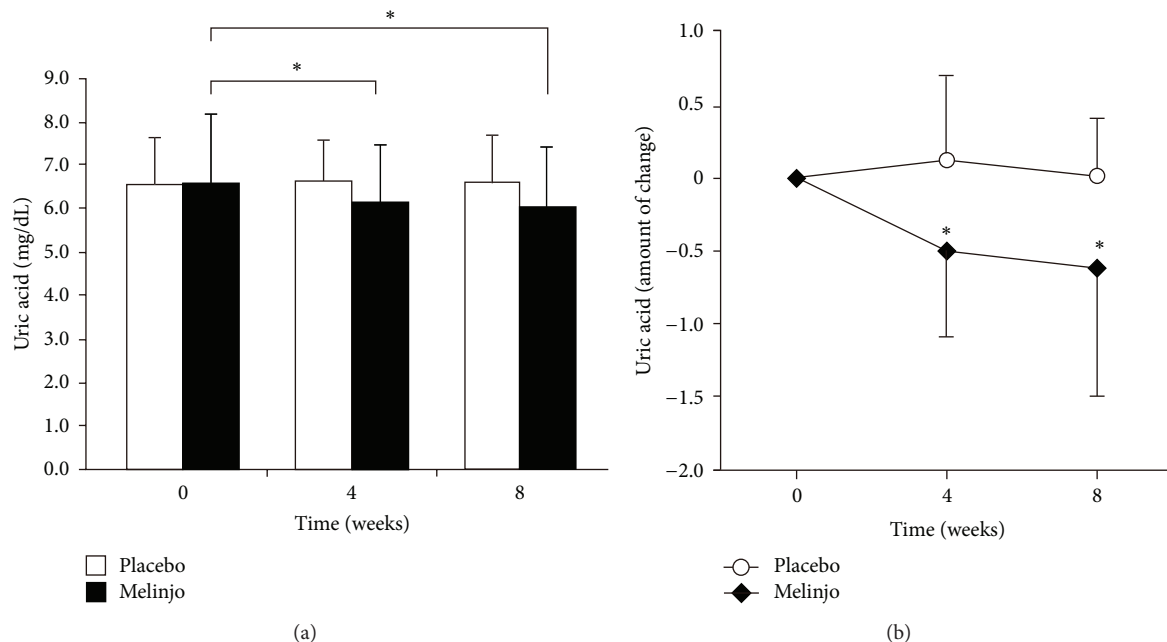 *
*
9.0
8.0
7.0
6.0
5.0
4.0
3.0
2.0
1.0
0.0
Uric acid (mg/dL)
0 4 8
Time (weeks)
Placebo
Melinjo
(a)
1.0
0.5
0
−0.5
−1.0
−1.5
−2.0
Uric acid (amount of change)
*
*
0 4 8
Time (weeks)
Placebo
Melinjo
(b)